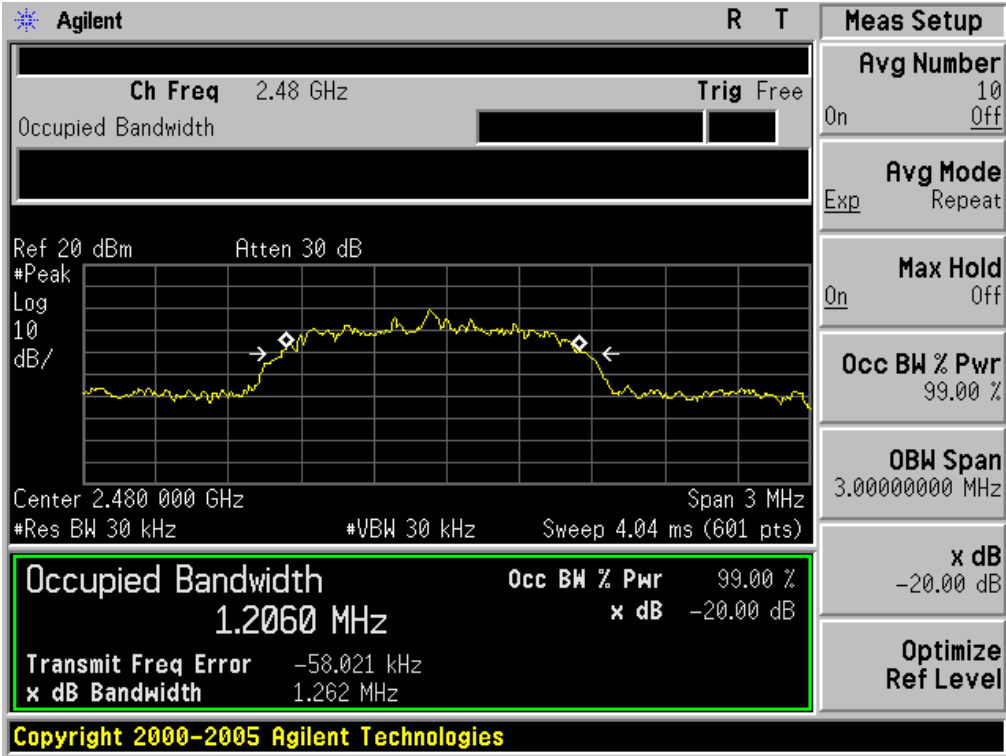 Agilent R T
Ch Freq 2.48 GHz Trig Free
Occupied Bandwidth
Ref 20 dBm Atten 30 dB
#Peak
Log
10
dB/
Center 2.480 000 GHz Span 3 MHz
#Res BW 30 kHz #VBW 30 kHz Sweep 4.04 ms (601 pts)
Occupied Bandwidth
1.2060 MHz
Occ BW % Pwr 99.00 %
x dB -20.00 dB
Transmit Freq Error -58.021 kHz
x dB Bandwidth 1.262 MHz
Copyright 2000-2005 Agilent Technologies
Meas Setup
Avg Number
10
On Off
Avg Mode
Exp Repeat
Max Hold
On Off
Occ BW % Pwr
99.00 %
OBW Span
3.00000000 MHz
x dB
-20.00 dB
Optimize
Ref Level